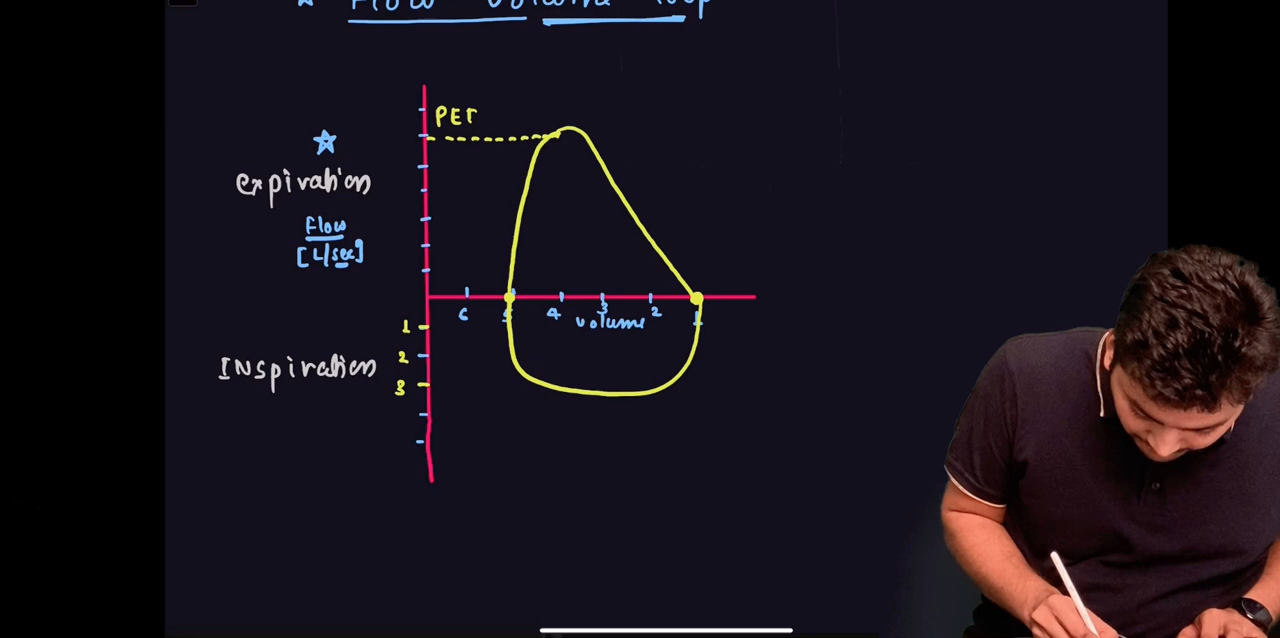 Flow Volume loop
PEF
expiration
Flow
[L/sec]
6 5 4 3 2 1
volume
1
2
INspiration
3